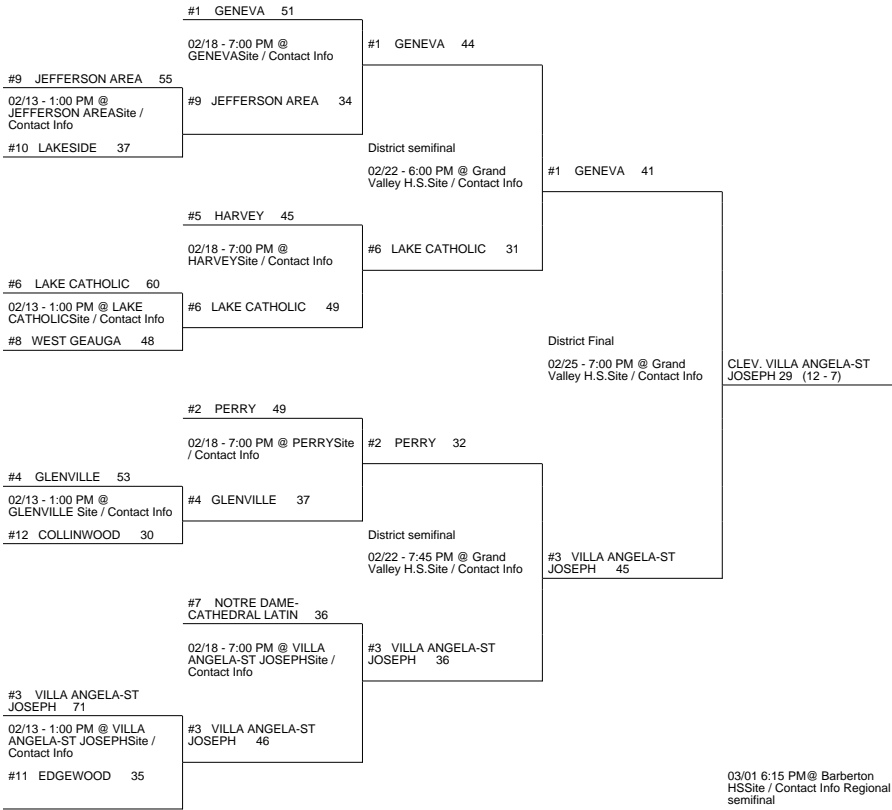 #1 GENEVA 51
02/18 - 7:00 PM @
GENEVASite / Contact Info
#1 GENEVA 44
#9 JEFFERSON AREA 55
02/13 - 1:00 PM @
JEFFERSON AREASite /
Contact Info
#9 JEFFERSON AREA 34
#10 LAKESIDE 37
District semifinal
02/22 - 6:00 PM @ Grand
Valley H.S.Site / Contact Info
#1 GENEVA 41
#5 HARVEY 45
02/18 - 7:00 PM @
HARVEYSite / Contact Info
#6 LAKE CATHOLIC 31
#6 LAKE CATHOLIC 60
02/13 - 1:00 PM @ LAKE
CATHOLICSite / Contact Info
#6 LAKE CATHOLIC 49
#8 WEST GEAUGA 48
District Final
02/25 - 7:00 PM @ Grand
Valley H.S.Site / Contact Info
CLEV. VILLA ANGELA-ST
JOSEPH 29 (12 - 7)
#2 PERRY 49
02/18 - 7:00 PM @ PERRYSite
/ Contact Info
#2 PERRY 32
#4 GLENVILLE 53
02/13 - 1:00 PM @
GLENVILLE Site / Contact Info
#4 GLENVILLE 37
#12 COLLINWOOD 30
District semifinal
02/22 - 7:45 PM @ Grand
Valley H.S.Site / Contact Info
#3 VILLA ANGELA-ST
JOSEPH 45
#7 NOTRE DAME-
CATHEDRAL LATIN 36
02/18 - 7:00 PM @ VILLA
ANGELA-ST JOSEPHSite /
Contact Info
#3 VILLA ANGELA-ST
JOSEPH 36
#3 VILLA ANGELA-ST
JOSEPH 71
02/13 - 1:00 PM @ VILLA
ANGELA-ST JOSEPHSite /
Contact Info
#3 VILLA ANGELA-ST
JOSEPH 46
#11 EDGEWOOD 35
03/01 6:15 PM@ Barberton
HSSite / Contact Info Regional
semifinal